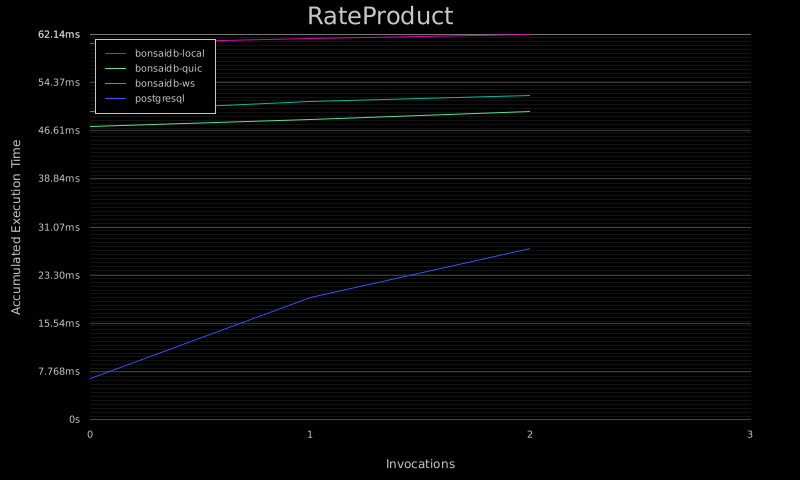 RateProduct
62.14ms
54.37ms
46.61ms
38.84ms
31.07ms
23.30ms
15.54ms
7.768ms
0s
bonsaidb-local
bonsaidb-quic
bonsaidb-ws
postgresql
Accumulated Execution Time
0 1 2 3
Invocations